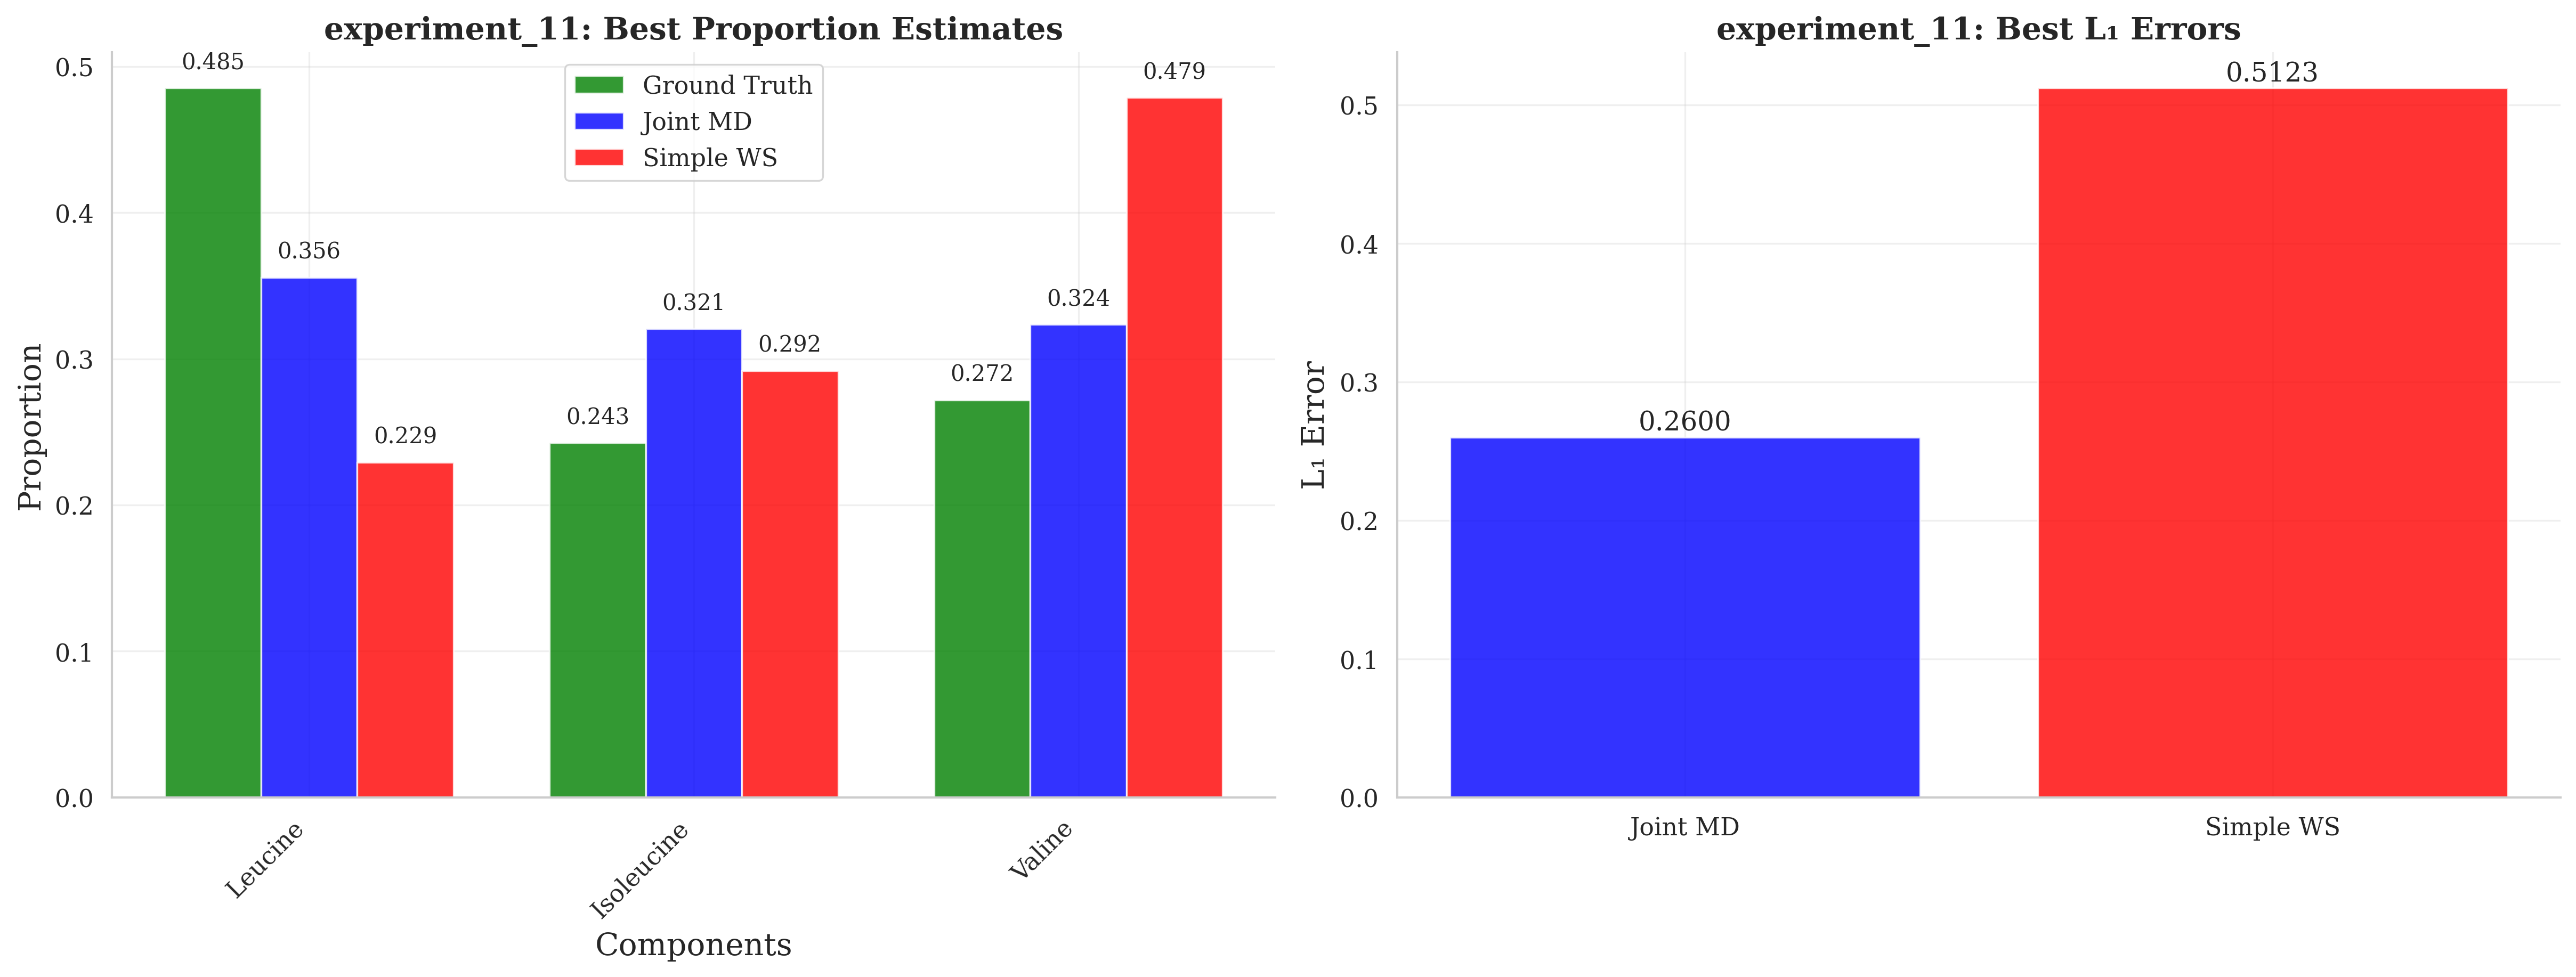 experiment_11: Best Proportion Estimates
Proportion
0.5
0.4
0.3
0.2
0.1
0.0
Ground Truth
Joint MD
Simple WS
0.485
0.356
0.229
0.243
0.321
0.292
0.272
0.324
0.479
Leucine
Isoleucine
Valine
Components
experiment_11: Best L₁ Errors
L₁ Error
0.5
0.4
0.3
0.2
0.1
0.0
0.2600
0.5123
Joint MD
Simple WS